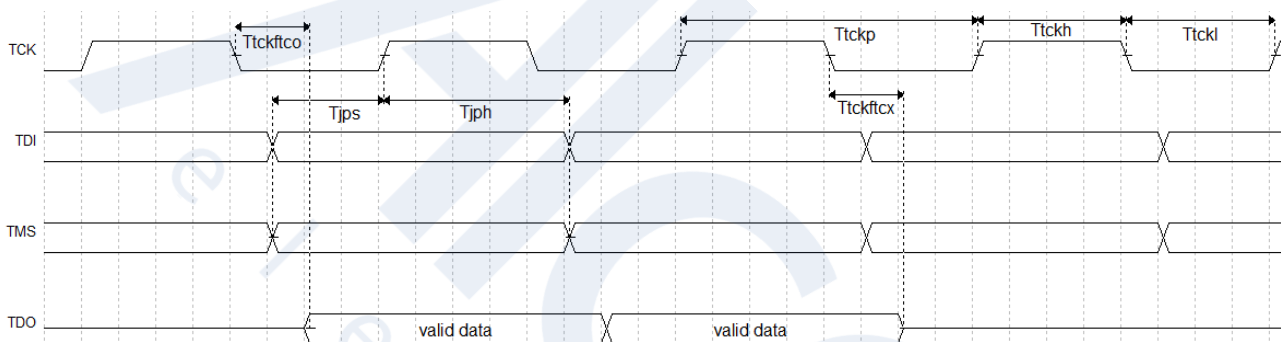 TCK
Ttckftco
Ttckp
Ttckh
Ttckl
Tjps
Tjph
Ttckftcx
TDI
TMS
TDO
valid data
valid data